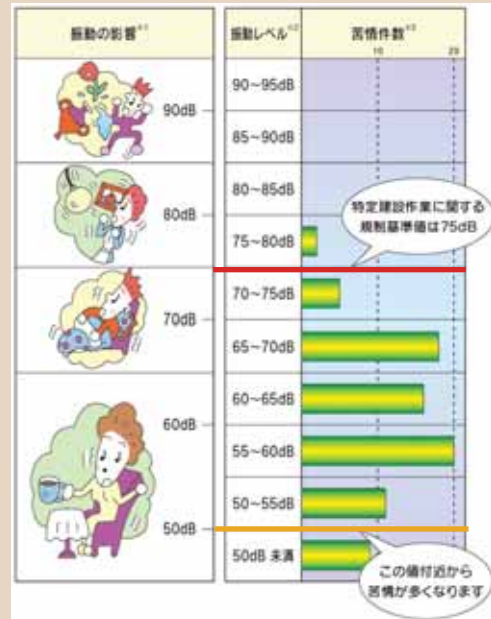 振動の影響※1
90dB
80dB
70dB
60dB
50dB
振動レベル※2
苦情件数※3
10
20
90〜95dB
85〜90dB
80〜85dB
75〜80dB
70〜75dB
65〜70dB
60〜65dB
55〜60dB
50〜55dB
50dB 未満
特定建設作業に関する
規制基準値は75dB
この値付近から
苦情が多くなります